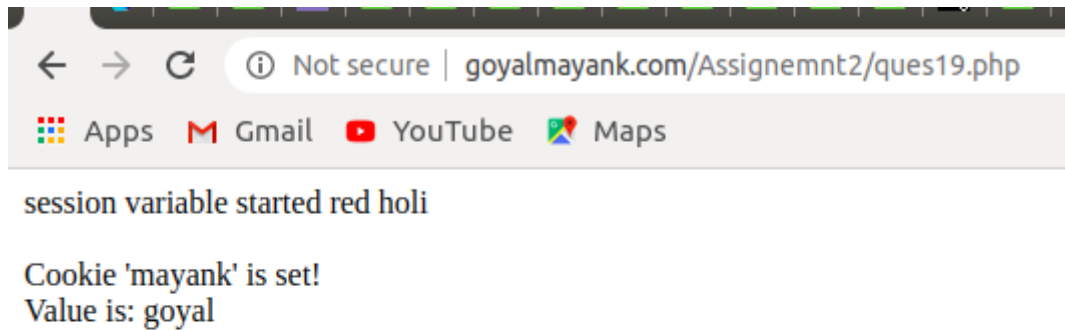 Not secure | goyalmayank.com/Assignemnt2/ques19.php
Apps Gmail YouTube Maps
session variable started red holi
Cookie 'mayank' is set!
Value is: goyal